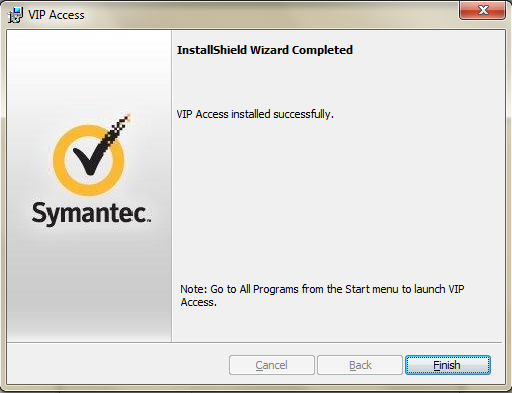 VIP Access
InstallShield Wizard Completed
VIP Access installed successfully.
Symantec™
Note: Go to All Programs from the Start menu to launch VIP
Access.
Cancel
Back
Finish